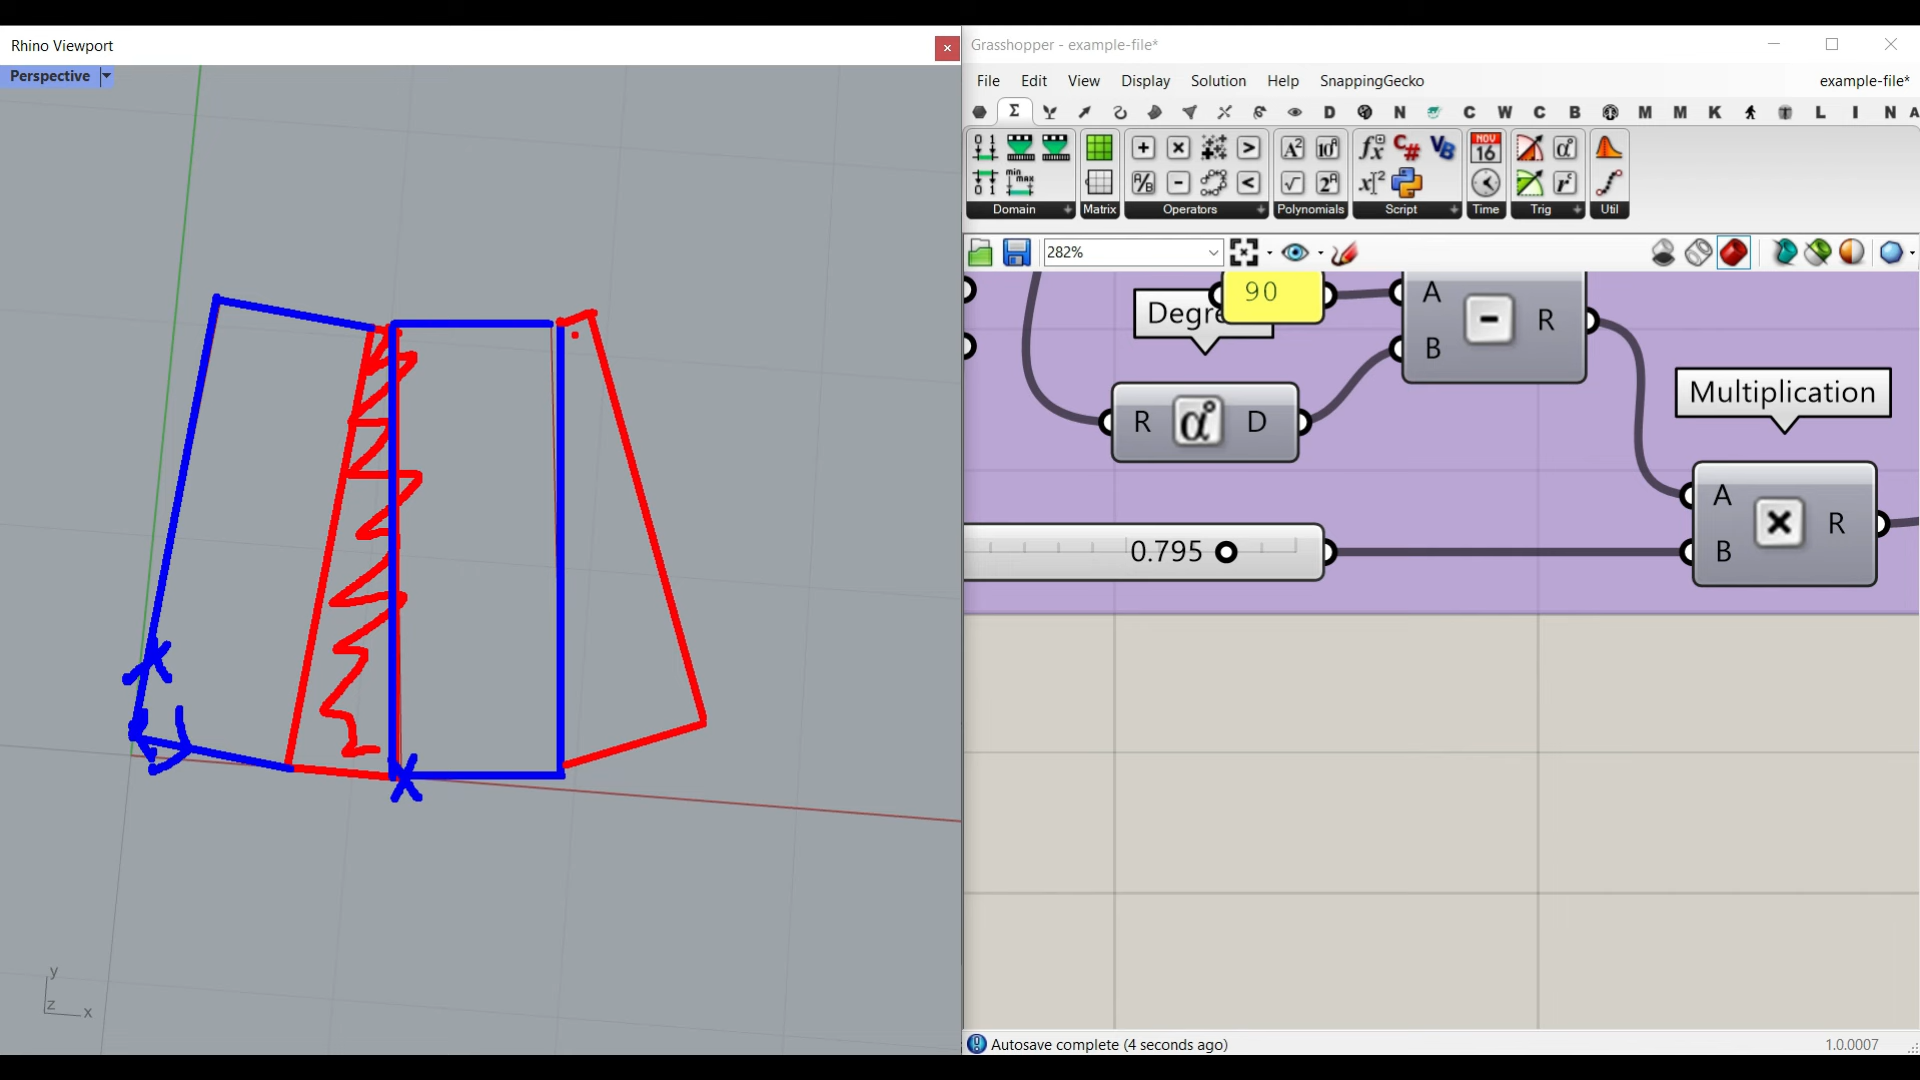 Rhino Viewport
Perspective
y
z x
Grasshopper - example-file*
File Edit View Display Solution Help SnappingGecko example-file*
Σ D N C W C B M M K L I N A
Domain Matrix Operators Polynomials Script Time Trig Util
282%
90
Degre
A
B
R
R D
Multiplication
A
B
R
0.795
Autosave complete (4 seconds ago)
1.0.0007